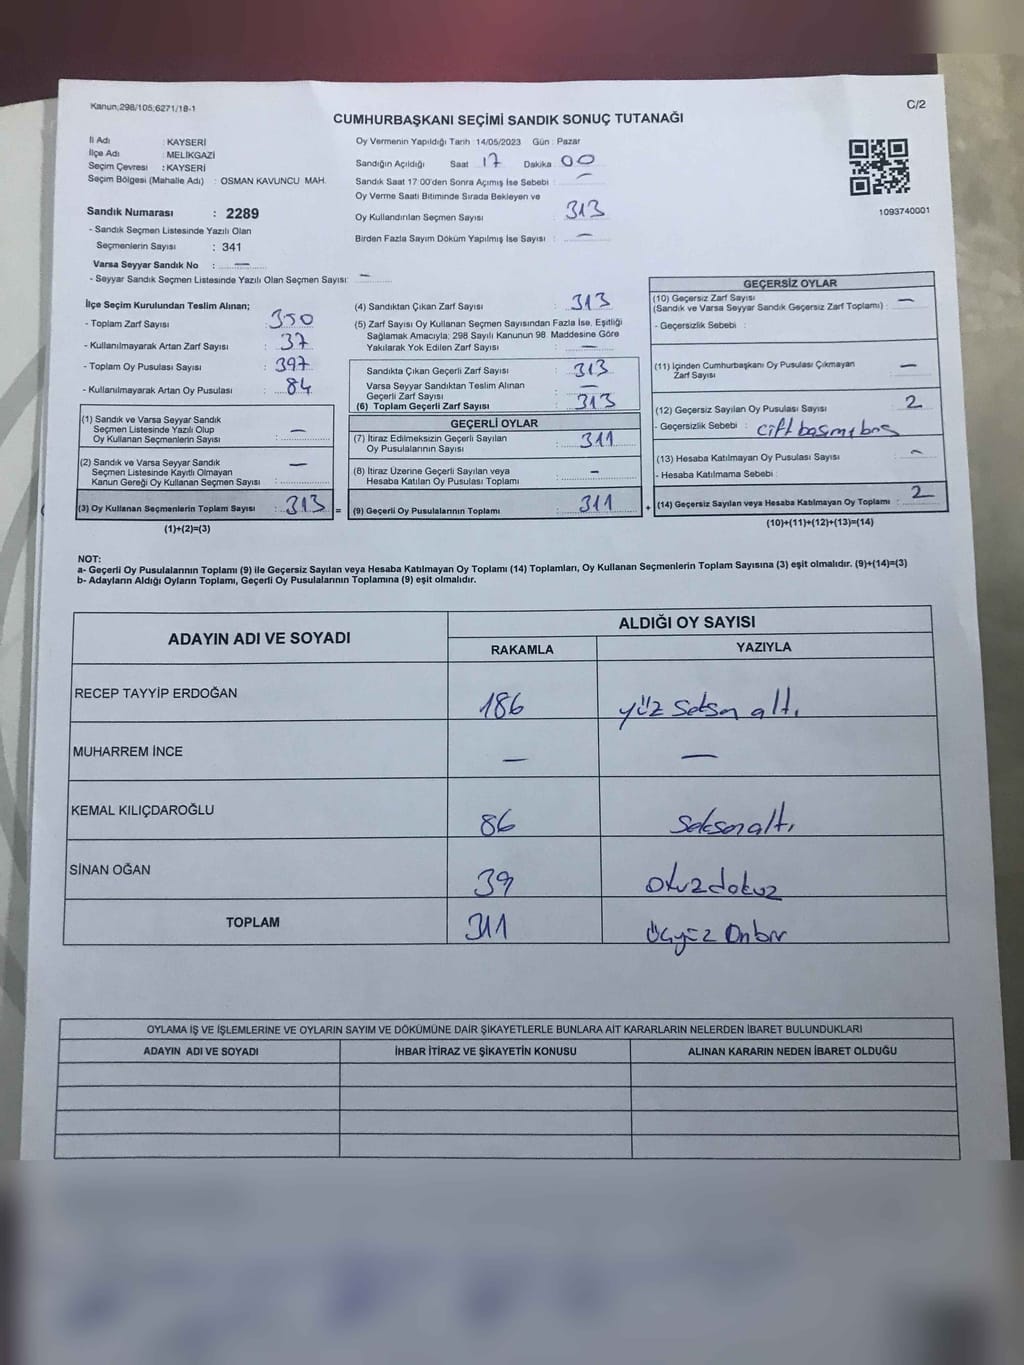 Kanun:298/105,6271/18-1
C/2
CUMHURBAŞKANI SEÇİMİ SANDIK SONUÇ TUTANAĞI
İl Adı : KAYSERİ
İlçe Adı : MELİKGAZİ
Seçim Çevresi : KAYSERİ
Seçim Bölgesi (Mahalle Adı) : OSMAN KAVUNCU MAH.
Sandık Numarası : 2289
- Sandık Seçmen Listesinde Yazılı Olan
Seçmenlerin Sayısı : 341
Varsa Seyyar Sandık No : —
- Seyyar Sandık Seçmen Listesinde Yazılı Olan Seçmen Sayısı: —
Oy Vermenin Yapıldığı Tarih : 14/05/2023 Gün : Pazar
Sandığın Açıldığı Saat 17 Dakika 00
Sandık Saat 17:00'den Sonra Açımış İse Sebebi : —
Oy Verme Saati Bitiminde Sırada Bekleyen ve
Oy Kullandırılan Seçmen Sayısı : 313
Birden Fazla Sayım Döküm Yapılmış İse Sayısı : —
1093740001
İlçe Seçim Kurulundan Teslim Alınan;
- Toplam Zarf Sayısı : 350
- Kullanılmayarak Artan Zarf Sayısı : 37
- Toplam Oy Pusulası Sayısı : 397
- Kullanılmayarak Artan Oy Pusulası : 84
(1) Sandık ve Varsa Seyyar Sandık
Seçmen Listesinde Yazılı Olup
Oy Kullanan Seçmenlerin Sayısı : —
(2) Sandık ve Varsa Seyyar Sandık
Seçmen Listesinde Kayıtlı Olmayan
Kanun Gereği Oy Kullanan Seçmen Sayısı : —
(3) Oy Kullanan Seçmenlerin Toplam Sayısı : 313 =
(1)+(2)=(3)
(4) Sandıktan Çıkan Zarf Sayısı : 313
(5) Zarf Sayısı Oy Kullanan Seçmen Sayısından Fazla İse, Eşitliği
Sağlamak Amacıyla; 298 Sayılı Kanunun 98. Maddesine Göre
Yakılarak Yok Edilen Zarf Sayısı : —
Sandıkta Çıkan Geçerli Zarf Sayısı : 313
Varsa Seyyar Sandıktan Teslim Alınan
Geçerli Zarf Sayısı : —
(6) Toplam Geçerli Zarf Sayısı : 313
GEÇERLİ OYLAR
(7) İtiraz Edilmeksizin Geçerli Sayılan
Oy Pusulalarının Sayısı : 311
(8) İtiraz Üzerine Geçerli Sayılan veya
Hesaba Katılan Oy Pusulası Toplamı : —
(9) Geçerli Oy Pusulalarının Toplamı : 311 +
GEÇERSİZ OYLAR
(10) Geçersiz Zarf Sayısı
(Sandık ve Varsa Seyyar Sandık Geçersiz Zarf Toplamı) : —
- Geçersizlik Sebebi :
(11) İçinden Cumhurbaşkanı Oy Pusulası Çıkmayan
Zarf Sayısı : —
(12) Geçersiz Sayılan Oy Pusulası Sayısı : 2
- Geçersizlik Sebebi : çift
(13) Hesaba Katılmayan Oy Pusulası Sayısı : —
- Hesaba Katılmama Sebebi :
(14) Geçersiz Sayılan veya Hesaba Katılmayan Oy Toplamı : 2
(10)+(11)+(12)+(13)=(14)
NOT:
a- Geçerli Oy Pusulalarının Toplamı (9) ile Geçersiz Sayılan veya Hesaba Katılmayan Oy Toplamı (14) Toplamları, Oy Kullanan Seçmenlerin Toplam Sayısına (3) eşit olmalıdır. (9)+(14)=(3)
b- Adayların Aldığı Oyların Toplamı, Geçerli Oy Pusulalarının Toplamına (9) eşit olmalıdır.
ADAYIN ADI VE SOYADI
ALDIĞI OY SAYISI
RAKAMLA YAZIYLA
RECEP TAYYİP ERDOĞAN 186 yüz seksen altı
MUHARREM İNCE — —
KEMAL KILIÇDAROĞLU 86 seksenaltı
SİNAN OĞAN 39 otuzdokuz
TOPLAM 311 üçyüz Onbir
OYLAMA İŞ VE İŞLEMLERİNE VE OYLARIN SAYIM VE DÖKÜMÜNE DAİR ŞİKAYETLERLE BUNLARA AİT KARARLARIN NELERDEN İBARET BULUNDUKLARI
ADAYIN ADI VE SOYADI İHBAR İTİRAZ VE ŞİKAYETİN KONUSU ALINAN KARARIN NEDEN İBARET OLDUĞU